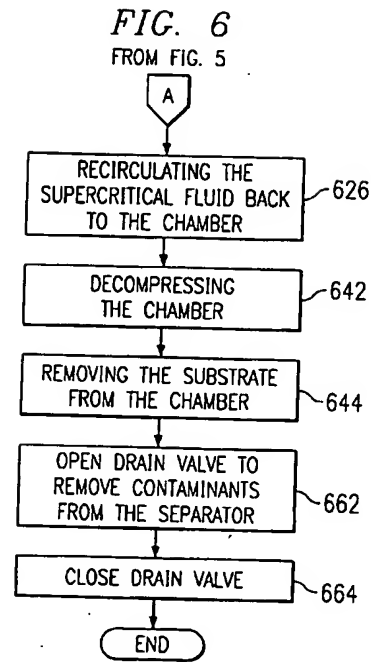 FIG. 6
FROM FIG. 5
A
RECIRCULATING THE
SUPERCRITICAL FLUID BACK
TO THE CHAMBER
626
DECOMPRESSING
THE CHAMBER
642
REMOVING THE SUBSTRATE
FROM THE CHAMBER
644
OPEN DRAIN VALVE TO
REMOVE CONTAMINANTS
FROM THE SEPARATOR
662
CLOSE DRAIN VALVE
664
END